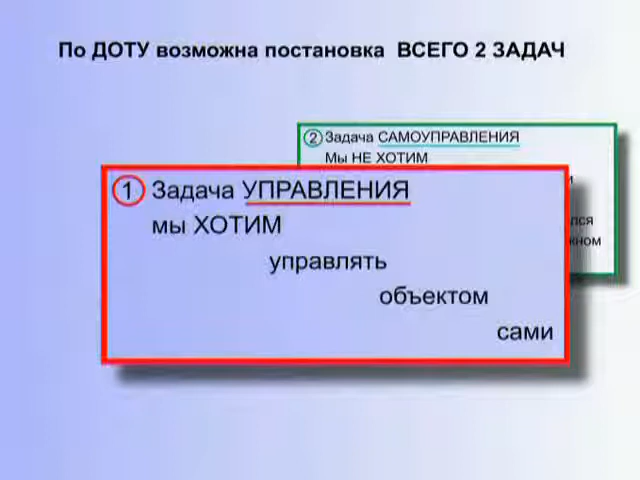 По ДОТУ возможна постановка ВСЕГО 2 ЗАДАЧ
2 Задача САМОУПРАВЛЕНИЯ
Мы НЕ ХОТИМ
1 Задача УПРАВЛЕНИЯ
мы ХОТИМ
управлять
объектом
сами